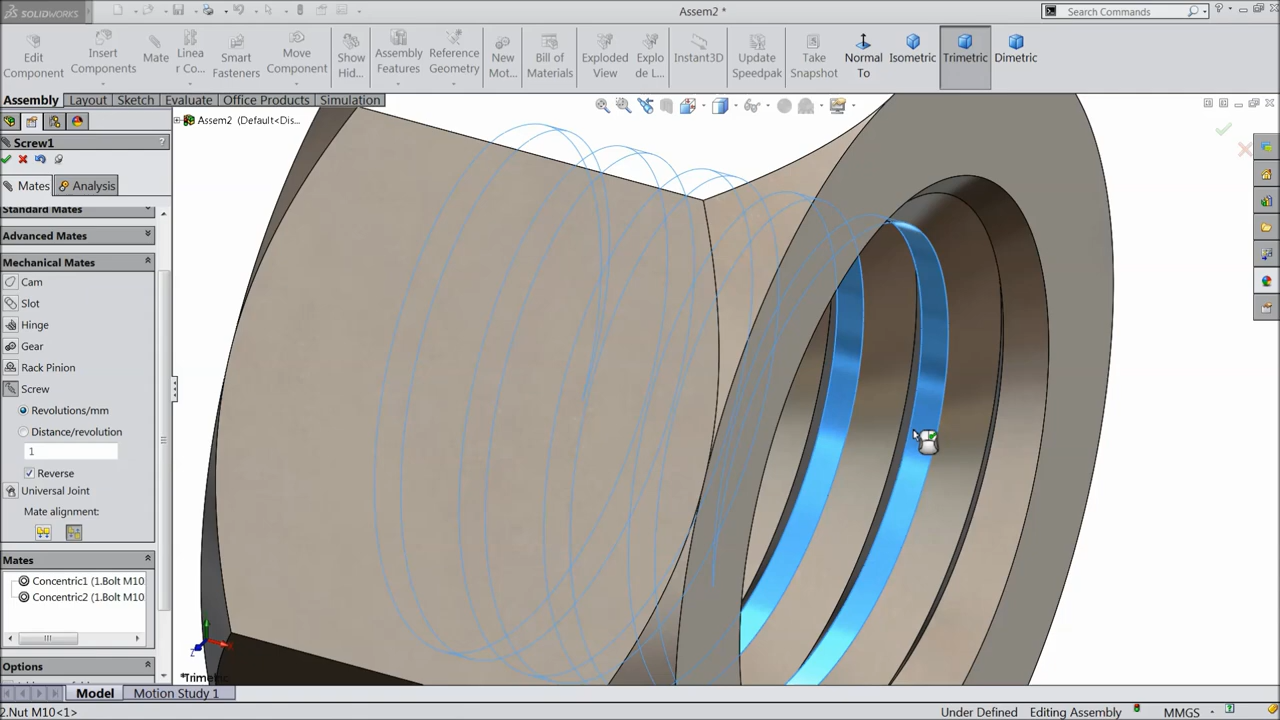 SOLIDWORKS
Assem2 *
Search Commands
Edit Component
Insert Components
Mate
Linea r Co...
Smart Fasteners
Move Component
Show Hid...
Assembly Features
Reference Geometry
New Mot...
Bill of Materials
Exploded View
Explo de L...
Instant3D
Update Speedpak
Take Snapshot
Normal To
Isometric
Trimetric
Dimetric
Assembly
Layout
Sketch
Evaluate
Office Products
Simulation
Assem2 (Default<Dis...
Screw1
?
Mates
Analysis
Standard Mates
Advanced Mates
Mechanical Mates
Cam
Slot
Hinge
Gear
Rack Pinion
Screw
Revolutions/mm
Distance/revolution
1
Reverse
Universal Joint
Mate alignment:
Mates
Concentric1 (1.Bolt M10
Concentric2 (1.Bolt M10
Options
*Trimetric
Model
Motion Study 1
2.Nut M10<1>
Under Defined
Editing Assembly
MMGS